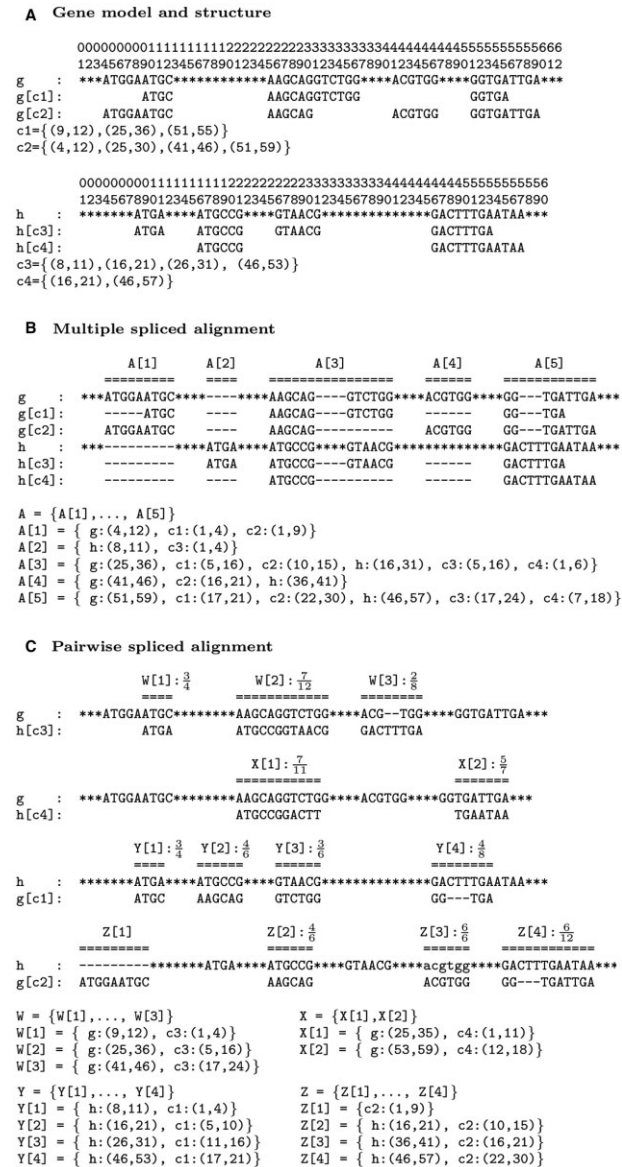 A Gene model and structure
00000000011111111112222222222333333333344444444445555555555666
12345678901234567890123456789012345678901234567890123456789012
g : ***ATGGAATGC************AAGCAGGTCTGG****ACGTGG****GGTGATTGA***
g[c1]: ATGC AAGCAGGTCTGG GGTGA
g[c2]: ATGGAATGC AAGCAG ACGTGG GGTGATTGA
c1={(9,12),(25,36),(51,55)}
c2={(4,12),(25,30),(41,46),(51,59)}
000000000111111111122222222223333333333444444444455555555556
123456789012345678901234567890123456789012345678901234567890
h : *******ATGA****ATGCCG****GTAACG**************GACTTTGAATAA***
h[c3]: ATGA ATGCCG GTAACG GACTTTGA
h[c4]: ATGCCG GACTTTGAATAA
c3={(8,11),(16,21),(26,31), (46,53)}
c4={(16,21),(46,57)}
B Multiple spliced alignment
A[1] A[2] A[3] A[4] A[5]
========= ==== ================ ====== ============
g : ***ATGGAATGC****----****AAGCAG----GTCTGG****ACGTGG****GG---TGATTGA***
g[c1]: -----ATGC ---- AAGCAG----GTCTGG ------ GG---TGA
g[c2]: ATGGAATGC ---- AAGCAG---------- ACGTGG GG---TGATTGA
h : ***---------****ATGA****ATGCCG****GTAACG**************GACTTTGAATAA***
h[c3]: --------- ATGA ATGCCG----GTAACG ------ GACTTTGA
h[c4]: --------- ---- ATGCCG---------- ------ GACTTTGAATAA
A = {A[1],..., A[5]}
A[1] = { g:(4,12), c1:(1,4), c2:(1,9)}
A[2] = { h:(8,11), c3:(1,4)}
A[3] = { g:(25,36), c1:(5,16), c2:(10,15), h:(16,31), c3:(5,16), c4:(1,6)}
A[4] = { g:(41,46), c2:(16,21), h:(36,41)}
A[5] = { g:(51,59), c1:(17,21), c2:(22,30), h:(46,57), c3:(17,24), c4:(7,18)}
C Pairwise spliced alignment
W[1]:3/4 W[2]:7/12 W[3]:2/8
==== ============ ========
g : ***ATGGAATGC********AAGCAGGTCTGG****ACG--TGG****GGTGATTGA***
h[c3]: ATGA ATGCCGGTAACG GACTTTGA
X[1]:7/11 X[2]:5/7
=========== =======
g : ***ATGGAATGC********AAGCAGGTCTGG****ACGTGG****GGTGATTGA***
h[c4]: ATGCCGGACTT TGAATAA
Y[1]:3/4 Y[2]:4/6 Y[3]:3/6 Y[4]:4/8
==== ====== ====== ========
h : *******ATGA****ATGCCG****GTAACG**************GACTTTGAATAA***
g[c1]: ATGC AAGCAG GTCTGG GG---TGA
Z[1] Z[2]:4/6 Z[3]:6/6 Z[4]:6/12
========= ====== ====== ============
h : ---------*******ATGA****ATGCCG****GTAACG****acgtgg****GACTTTGAATAA***
g[c2]: ATGGAATGC AAGCAG ACGTGG GG---TGATTGA
W = {W[1],..., W[3]} X = {X[1],X[2]}
W[1] = { g:(9,12), c3:(1,4)} X[1] = { g:(25,35), c4:(1,11)}
W[2] = { g:(25,36), c3:(5,16)} X[2] = { g:(53,59), c4:(12,18)}
W[3] = { g:(41,46), c3:(17,24)}
Y = {Y[1],..., Y[4]} Z = {Z[1],..., Z[4]}
Y[1] = { h:(8,11), c1:(1,4)} Z[1] = {c2:(1,9)}
Y[2] = { h:(16,21), c1:(5,10)} Z[2] = { h:(16,21), c2:(10,15)}
Y[3] = { h:(26,31), c1:(11,16)} Z[3] = { h:(36,41), c2:(16,21)}
Y[4] = { h:(46,53), c1:(17,21)} Z[4] = { h:(46,57), c2:(22,30)}